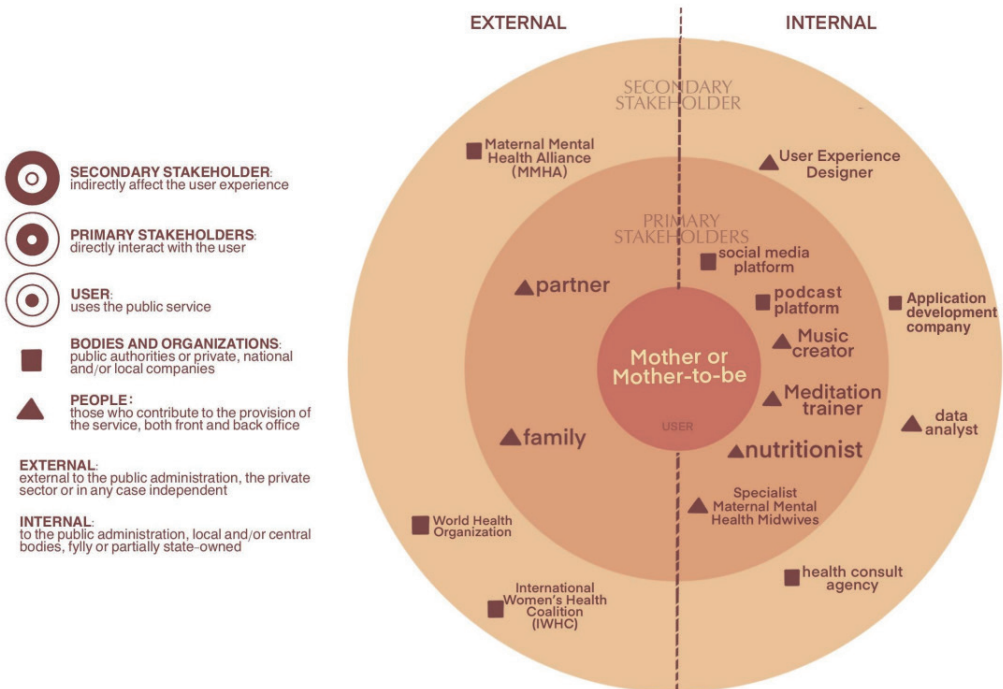 EXTERNAL
INTERNAL
SECONDARY
STAKEHOLDER
Maternal Mental
Health Alliance
(MMHA)
User Experience
Designer
PRIMARY
STAKEHOLDERS
social media
platform
partner
podcast
platform
Application
development
company
Music
creator
Mother or
Mother-to-be
Meditation
trainer
USER
data
analyst
family
nutritionist
Specialist
Maternal Mental
Health Midwives
World Health
Organization
health consult
agency
International
Women's Health
Coalition
(IWHC)
SECONDARY STAKEHOLDER:
indirectly affect the user experience
PRIMARY STAKEHOLDERS:
directly interact with the user
USER:
uses the public service
BODIES AND ORGANIZATIONS:
public authorities or private, national
and/or local companies
PEOPLE:
those who contribute to the provision of
the service, both front and back office
EXTERNAL:
external to the public administration, the private
sector or in any case independent
INTERNAL:
to the public administration, local and/or central
bodies, fylly or partially state-owned